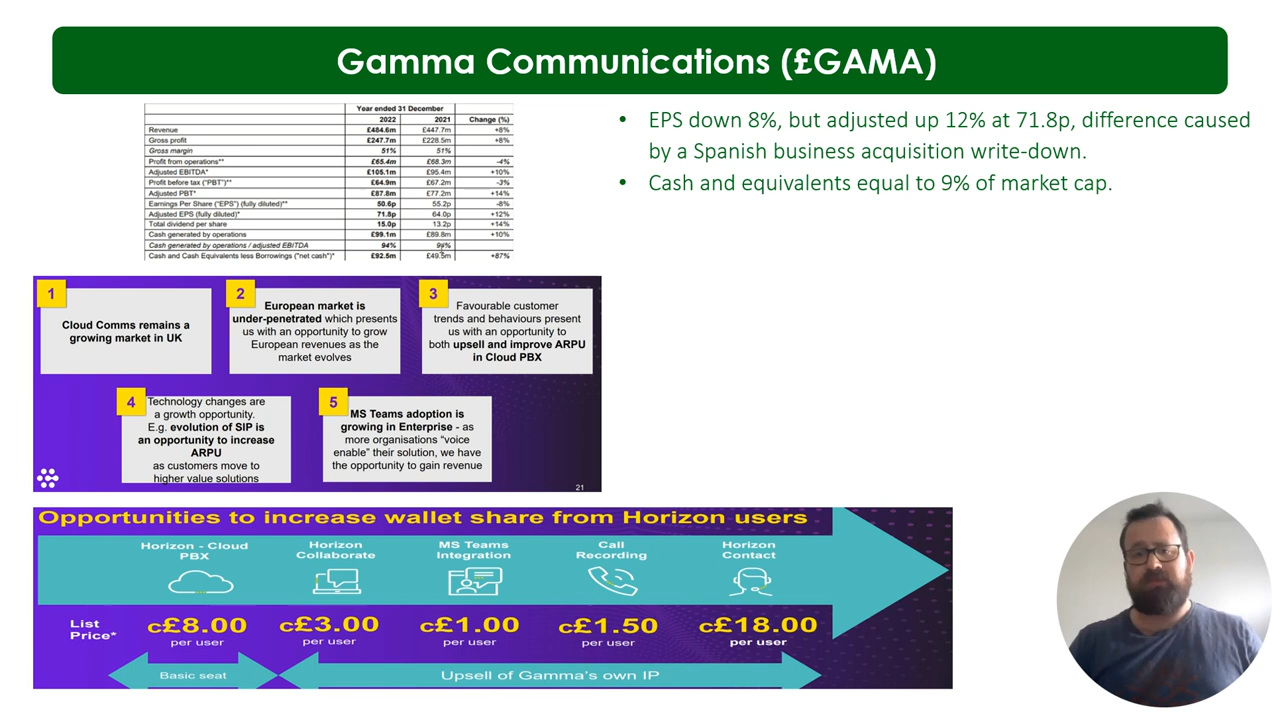 Gamma Communications (£GAMA)
Year ended 31 December
2022 2021 Change (%)
Revenue £484.6m £447.7m +8%
Gross profit £247.7m £228.5m +8%
Gross margin 51% 51%
Profit from operations** £65.4m £68.3m -4%
Adjusted EBITDA* £105.1m £95.4m +10%
Profit before tax ("PBT")** £64.9m £67.2m -3%
Adjusted PBT* £87.8m £77.2m +14%
Earnings Per Share ("EPS") (fully diluted)** 50.6p 55.2p -8%
Adjusted EPS (fully diluted)* 71.8p 64.0p +12%
Total dividend per share 15.0p 13.2p +14%
Cash generated by operations £99.1m £89.8m +10%
Cash generated by operations / adjusted EBITDA 94% 94%
Cash and Cash Equivalents less Borrowings ("net cash")* £92.5m £49.5m +87%
• EPS down 8%, but adjusted up 12% at 71.8p, difference caused
by a Spanish business acquisition write-down.
• Cash and equivalents equal to 9% of market cap.
1
Cloud Comms remains a
growing market in UK
2
European market is
under-penetrated which presents
us with an opportunity to grow
European revenues as the
market evolves
3
Favourable customer
trends and behaviours present
us with an opportunity to
both upsell and improve ARPU
in Cloud PBX
4
Technology changes are
a growth opportunity.
E.g. evolution of SIP is
an opportunity to increase
ARPU
as customers move to
higher value solutions
5
MS Teams adoption is
growing in Enterprise - as
more organisations "voice
enable" their solution, we have
the opportunity to gain revenue
21
Opportunities to increase wallet share from Horizon users
Horizon - Cloud
PBX
Horizon
Collaborate
MS Teams
Integration
Call
Recording
Horizon
Contact
List
Price*
c£8.00
per user
c£3.00
per user
c£1.00
per user
c£1.50
per user
c£18.00
per user
Basic seat
Upsell of Gamma's own IP